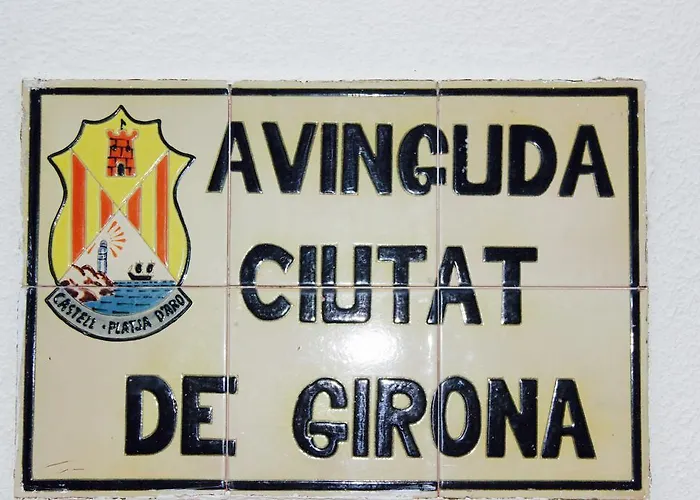 AVINGUDA
CIUTAT
DE GIRONA
CASTELL · PLATJA D'ARO